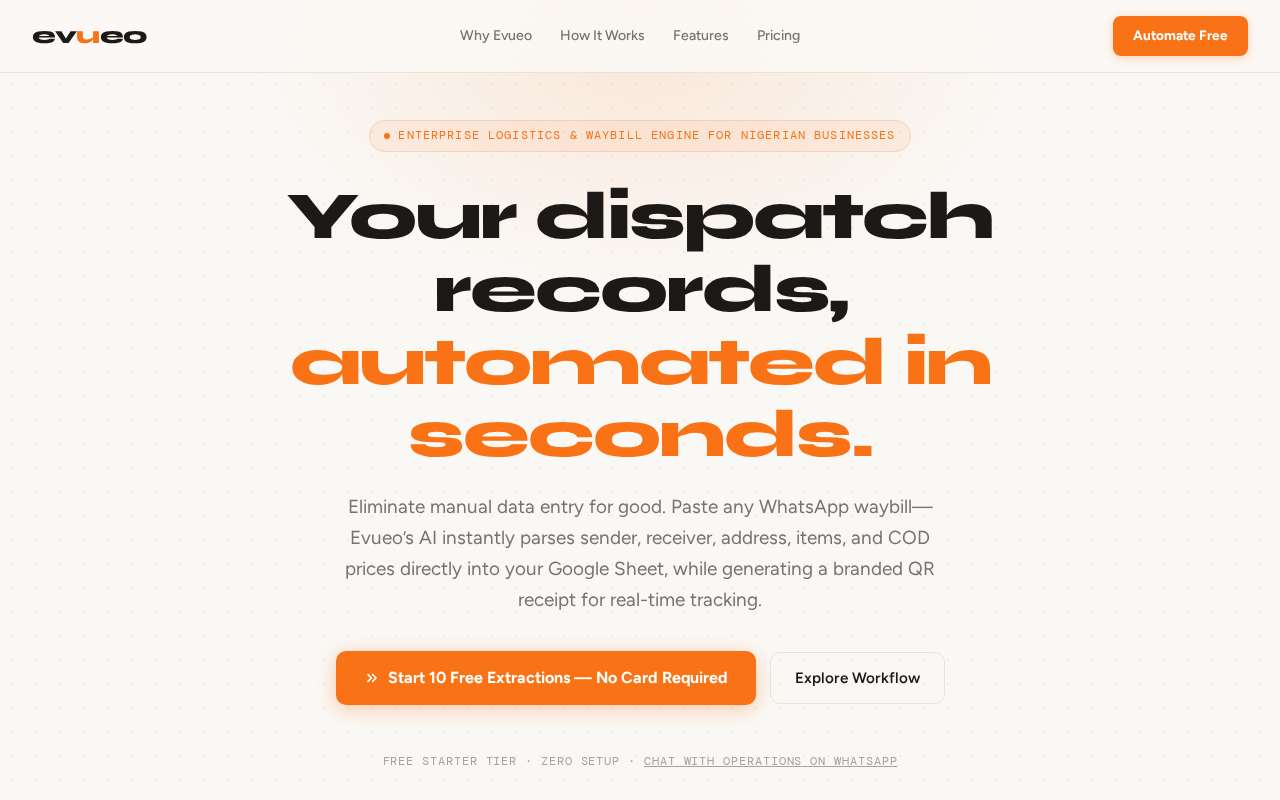 evueo
Why Evueo
How It Works
Features
Pricing
Automate Free
ENTERPRISE LOGISTICS & WAYBILL ENGINE FOR NIGERIAN BUSINESSES
Your dispatch
records,
automated in
seconds.
Eliminate manual data entry for good. Paste any WhatsApp waybill—
Evueo's AI instantly parses sender, receiver, address, items, and COD
prices directly into your Google Sheet, while generating a branded QR
receipt for real-time tracking.
» Start 10 Free Extractions — No Card Required
Explore Workflow
FREE STARTER TIER · ZERO SETUP · CHAT WITH OPERATIONS ON WHATSAPP